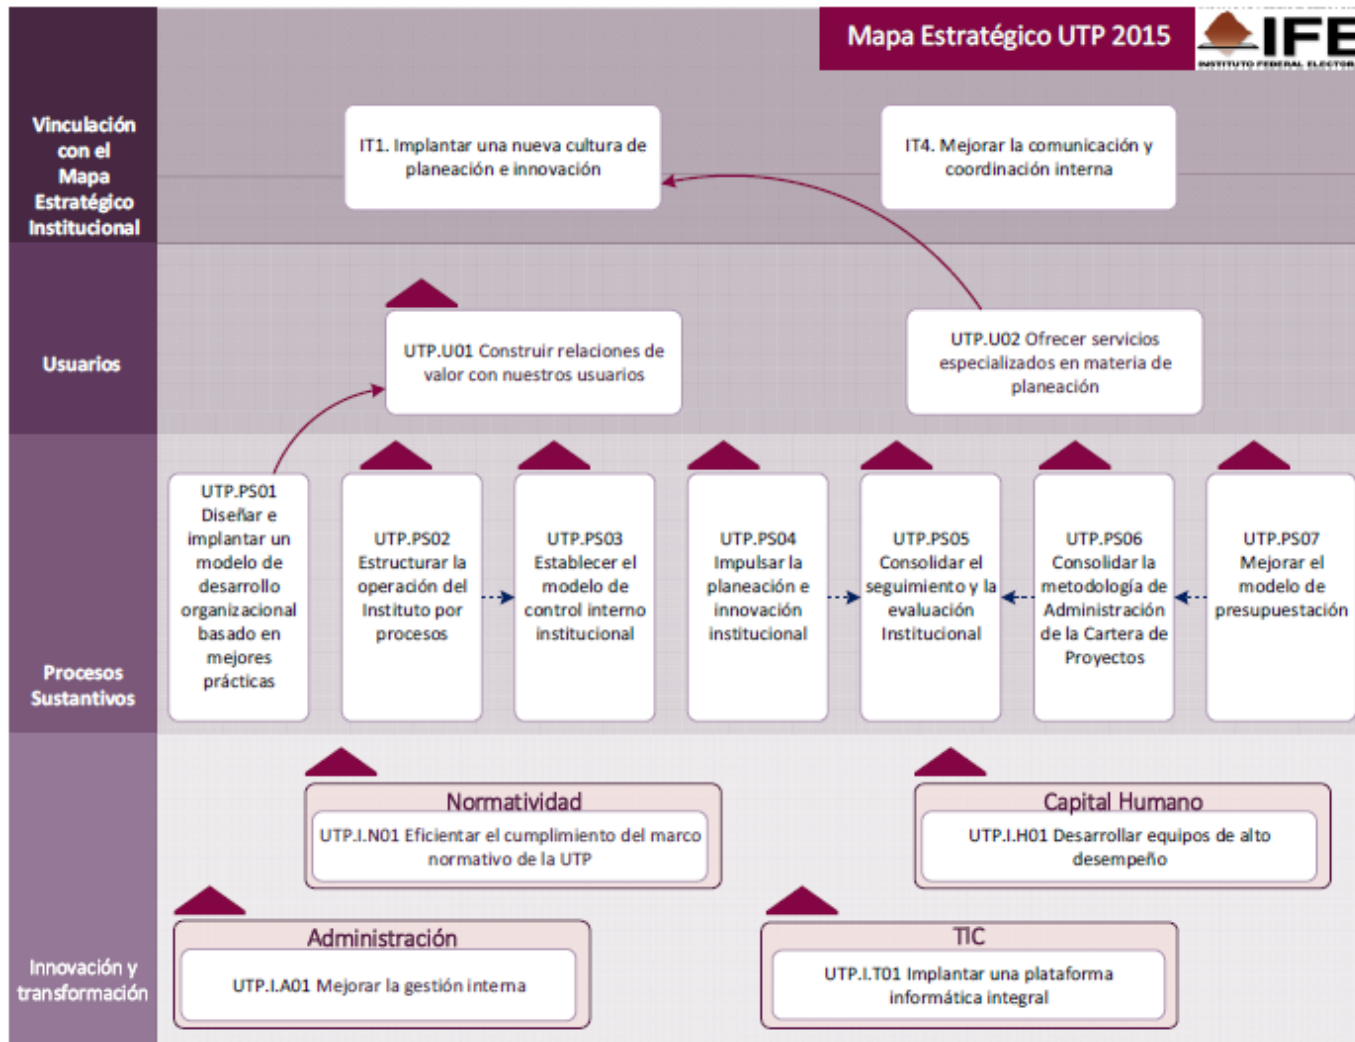 Mapa Estratégico UTP 2015
IFE
INSTITUTO FEDERAL ELECTOR
Vinculación
con el
Mapa
Estratégico
Institucional
IT1. Implantar una nueva cultura de
planeación e innovación
IT4. Mejorar la comunicación y
coordinación interna
Usuarios
UTP.U01 Construir relaciones de
valor con nuestros usuarios
UTP.U02 Ofrecer servicios
especializados en materia de
planeación
Procesos
Sustantivos
UTP.PS01
Diseñar e
implantar un
modelo de
desarrollo
organizacional
basado en
mejores
prácticas
UTP.PS02
Estructurar la
operación del
Instituto por
procesos
UTP.PS03
Establecer el
modelo de
control interno
institucional
UTP.PS04
Impulsar la
planeación e
innovación
institucional
UTP.PS05
Consolidar el
seguimiento y la
evaluación
Institucional
UTP.PS06
Consolidar la
metodología de
Administración
de la Cartera de
Proyectos
UTP.PS07
Mejorar el
modelo de
presupuestación
Innovación y
transformación
Normatividad
UTP.I.N01 Eficientar el cumplimiento del marco
normativo de la UTP
Capital Humano
UTP.I.H01 Desarrollar equipos de alto
desempeño
Administración
UTP.I.A01 Mejorar la gestión interna
TIC
UTP.I.T01 Implantar una plataforma
informática integral